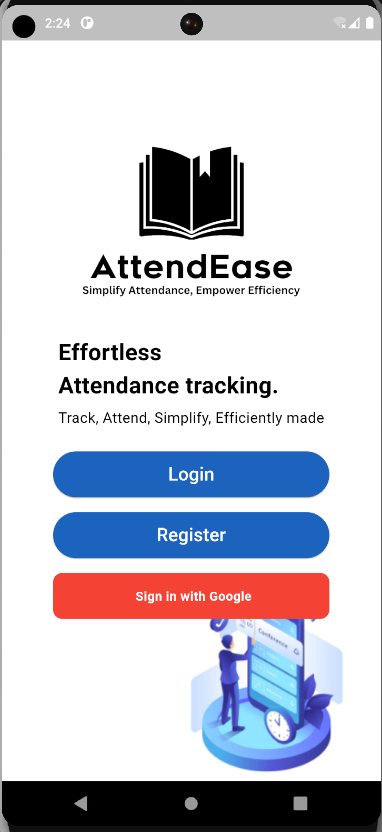 2:24
AttendEase
Simplify Attendance, Empower Efficiency
Effortless
Attendance tracking.
Track, Attend, Simplify, Efficiently made
Login
Register
Sign in with Google
Conference